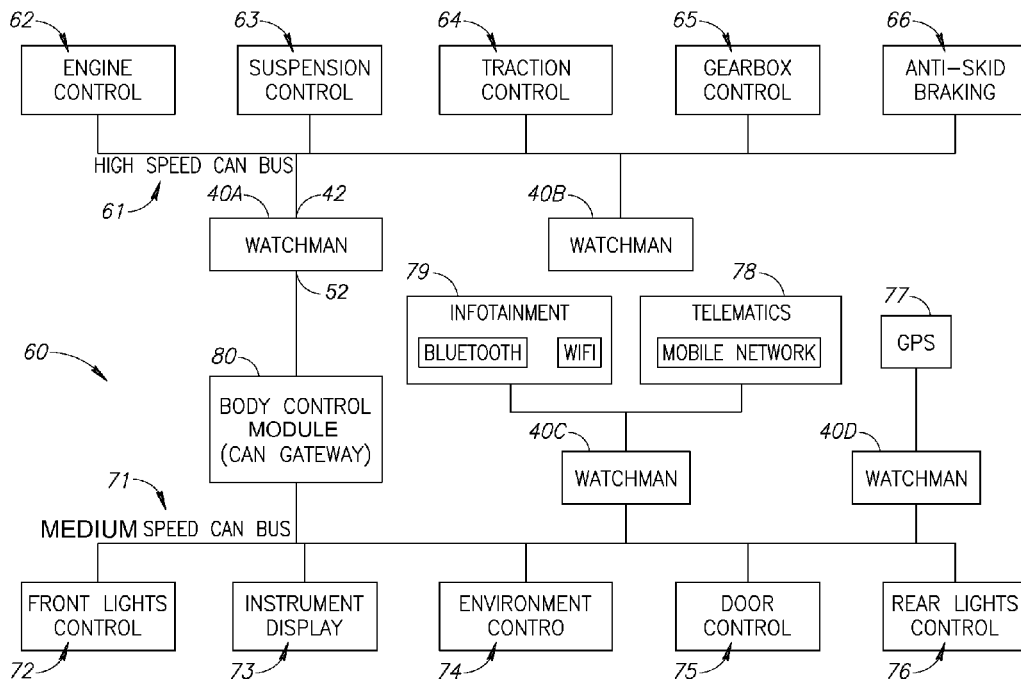 62
63
64
65
66
ENGINE
CONTROL
SUSPENSION
CONTROL
TRACTION
CONTROL
GEARBOX
CONTROL
ANTI-SKID
BRAKING
HIGH SPEED CAN BUS
61
40A
42
40B
WATCHMAN
WATCHMAN
52
79
78
77
INFOTAINMENT
BLUETOOTH
WIFI
TELEMATICS
MOBILE NETWORK
GPS
60
80
BODY CONTROL
MODULE
(CAN GATEWAY)
40C
40D
WATCHMAN
WATCHMAN
71
MEDIUM SPEED CAN BUS
FRONT LIGHTS
CONTROL
INSTRUMENT
DISPLAY
ENVIRONMENT
CONTRO
DOOR
CONTROL
REAR LIGHTS
CONTROL
72
73
74
75
76